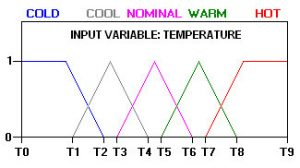 COLD COOL NOMINAL WARM HOT
INPUT VARIABLE: TEMPERATURE
1
0
T0 T1 T2 T3 T4 T5 T6 T7 T8 T9